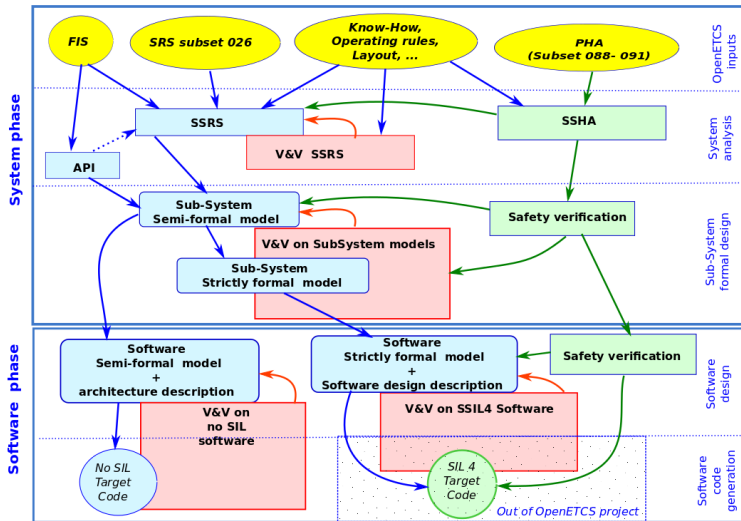 FIS
SRS subset 026
Know-How,
Operating rules,
Layout, ...
PHA
(Subset 088- 091)
OpenETCS
inputs
System phase
SSRS
V&V SSRS
SSHA
System
analysis
API
Sub-System
Semi-formal model
Safety verification
V&V on SubSystem models
Sub-System
Strictly formal model
Sub-System
formal design
Software phase
Software
Semi-formal model
+
architecture description
Software
Strictly formal model
+
Software design description
Safety verification
Software
design
V&V on
no SIL
software
V&V on SSIL4 Software
No SIL
Target
Code
SIL 4
Target
Code
Out of OpenETCS project
Software
code
generation